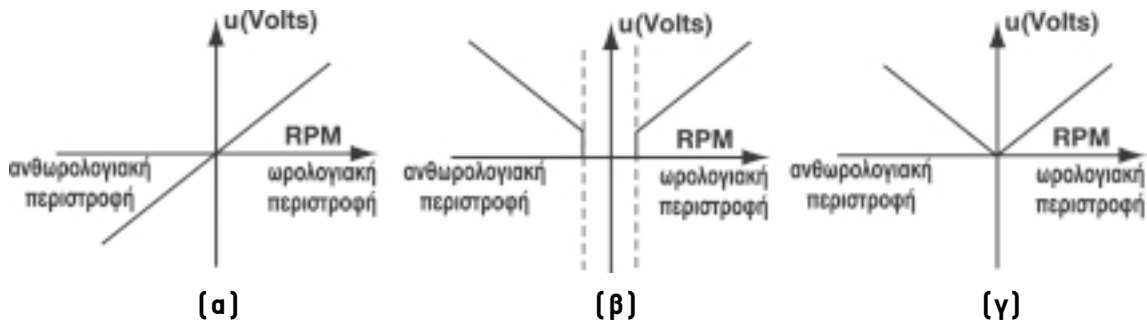 u(Volts)
RPM
ανθωρολογιακή
περιστροφή
ωρολογιακή
περιστροφή
(α)
u(Volts)
RPM
ανθωρολογιακή
περιστροφή
ωρολογιακή
περιστροφή
(β)
u(Volts)
RPM
ανθωρολογιακή
περιστροφή
ωρολογιακή
περιστροφή
(γ)